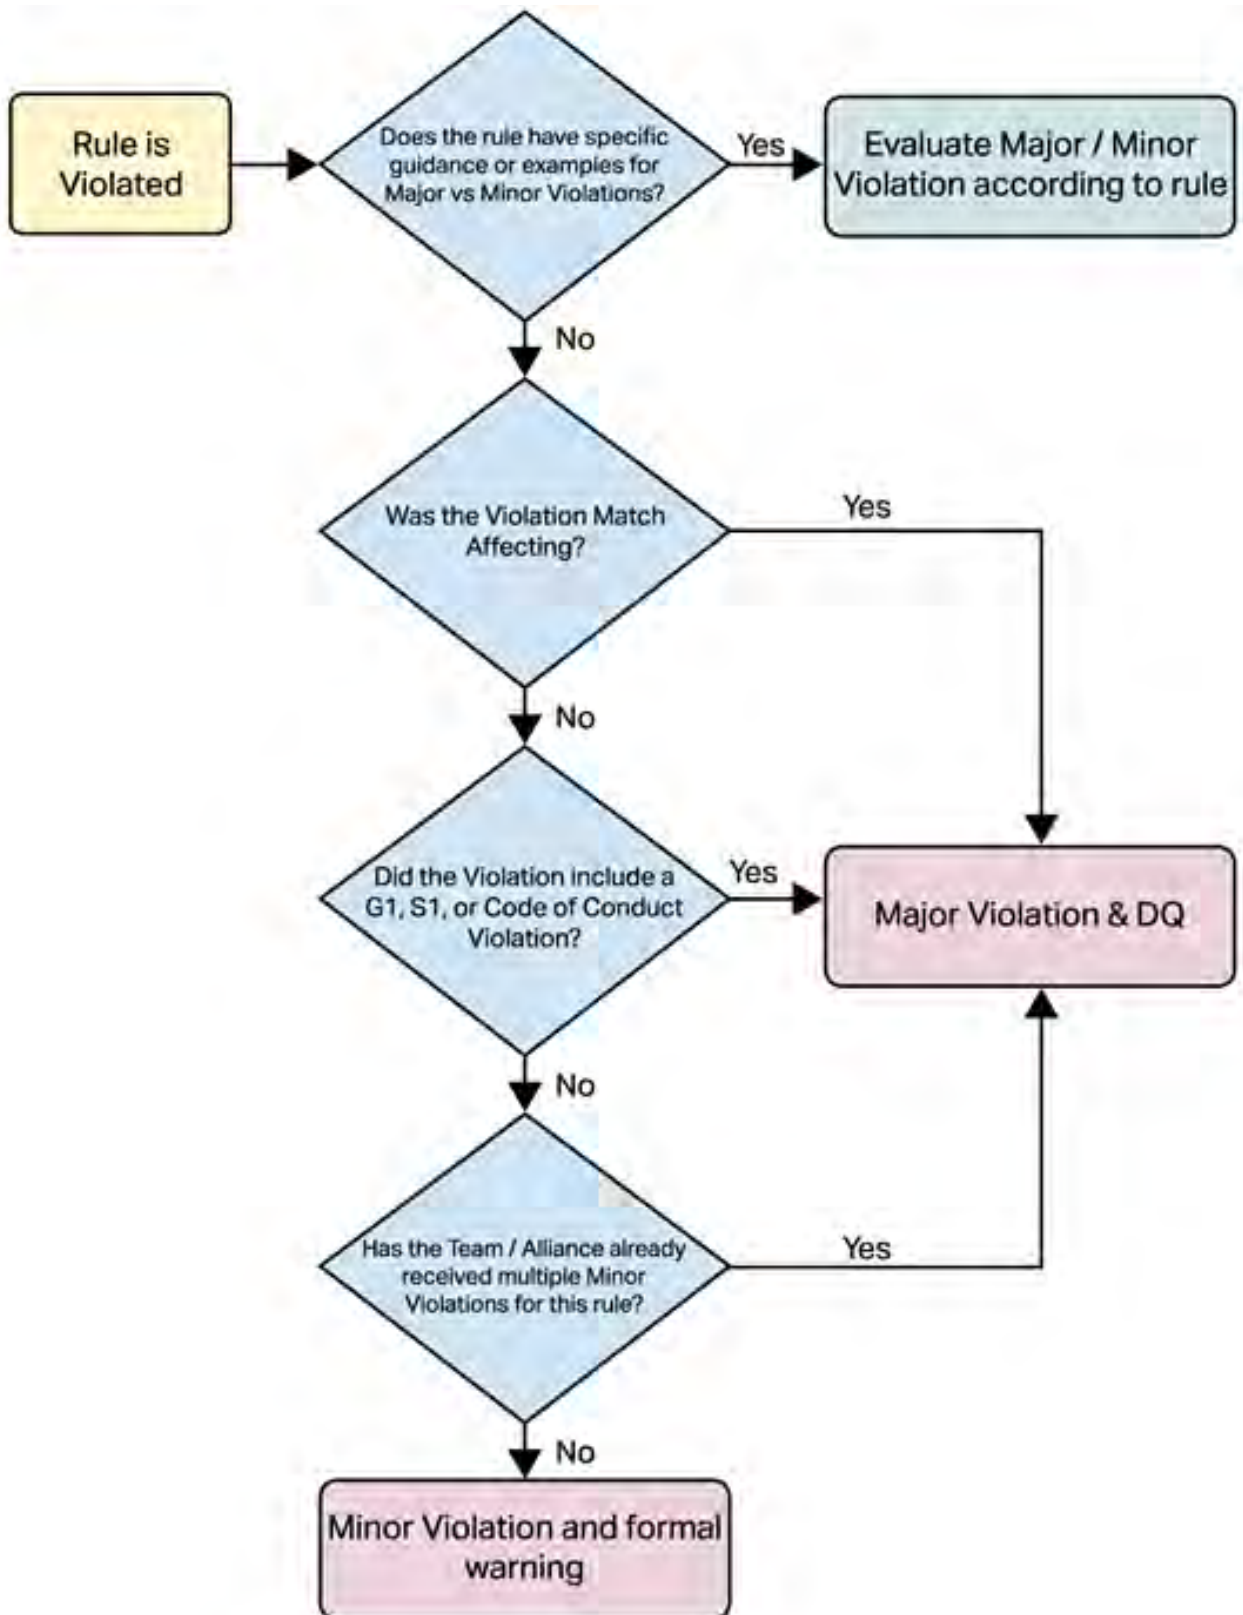 Rule is
Violated
Does the rule have specific
guidance or examples for
Major vs Minor Violations?
Yes
Evaluate Major / Minor
Violation according to rule
No
Was the Violation Match
Affecting?
Yes
No
Did the Violation include a
G1, S1, or Code of Conduct
Violation?
Yes
Major Violation & DQ
No
Has the Team / Alliance already
received multiple Minor
Violations for this rule?
Yes
No
Minor Violation and formal
warning